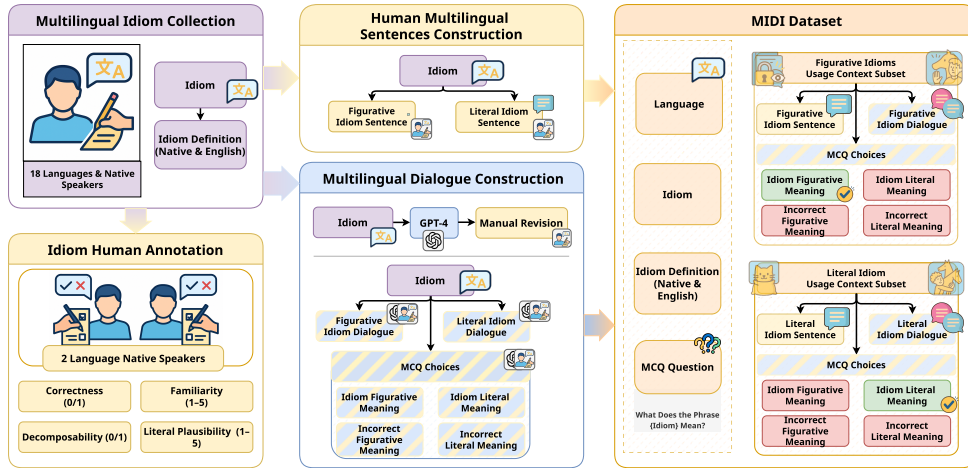 Multilingual Idiom Collection
Idiom
Idiom Definition
(Native & English)
18 Languages & Native
Speakers
Idiom Human Annotation
2 Language Native Speakers
Correctness
(0/1)
Familiarity
(1–5)
Decomposability (0/1)
Literal Plausibility (1–
5)
Human Multilingual
Sentences Construction
Idiom
Figurative
Idiom Sentence
Literal Idiom
Sentence
Multilingual Dialogue Construction
Idiom
GPT-4
Manual Revision
Idiom
Figurative
Idiom Dialogue
Literal Idiom
Dialogue
MCQ Choices
Idiom Figurative
Meaning
Idiom Literal
Meaning
Incorrect
Figurative
Meaning
Incorrect
Literal Meaning
MIDI Dataset
Language
Idiom
Idiom Definition
(Native &
English)
MCQ Question
What Does the Phrase
{Idiom} Mean?
Figurative Idioms
Usage Context Subset
Figurative
Idiom Sentence
Figurative
Idiom Dialogue
MCQ Choices
Idiom Figurative
Meaning
Idiom Literal
Meaning
Incorrect
Figurative
Meaning
Incorrect
Literal Meaning
Literal Idiom
Usage Context Subset
Literal
Idiom Sentence
Literal
Idiom Dialogue
MCQ Choices
Idiom Figurative
Meaning
Idiom Literal
Meaning
Incorrect
Figurative
Meaning
Incorrect
Literal Meaning